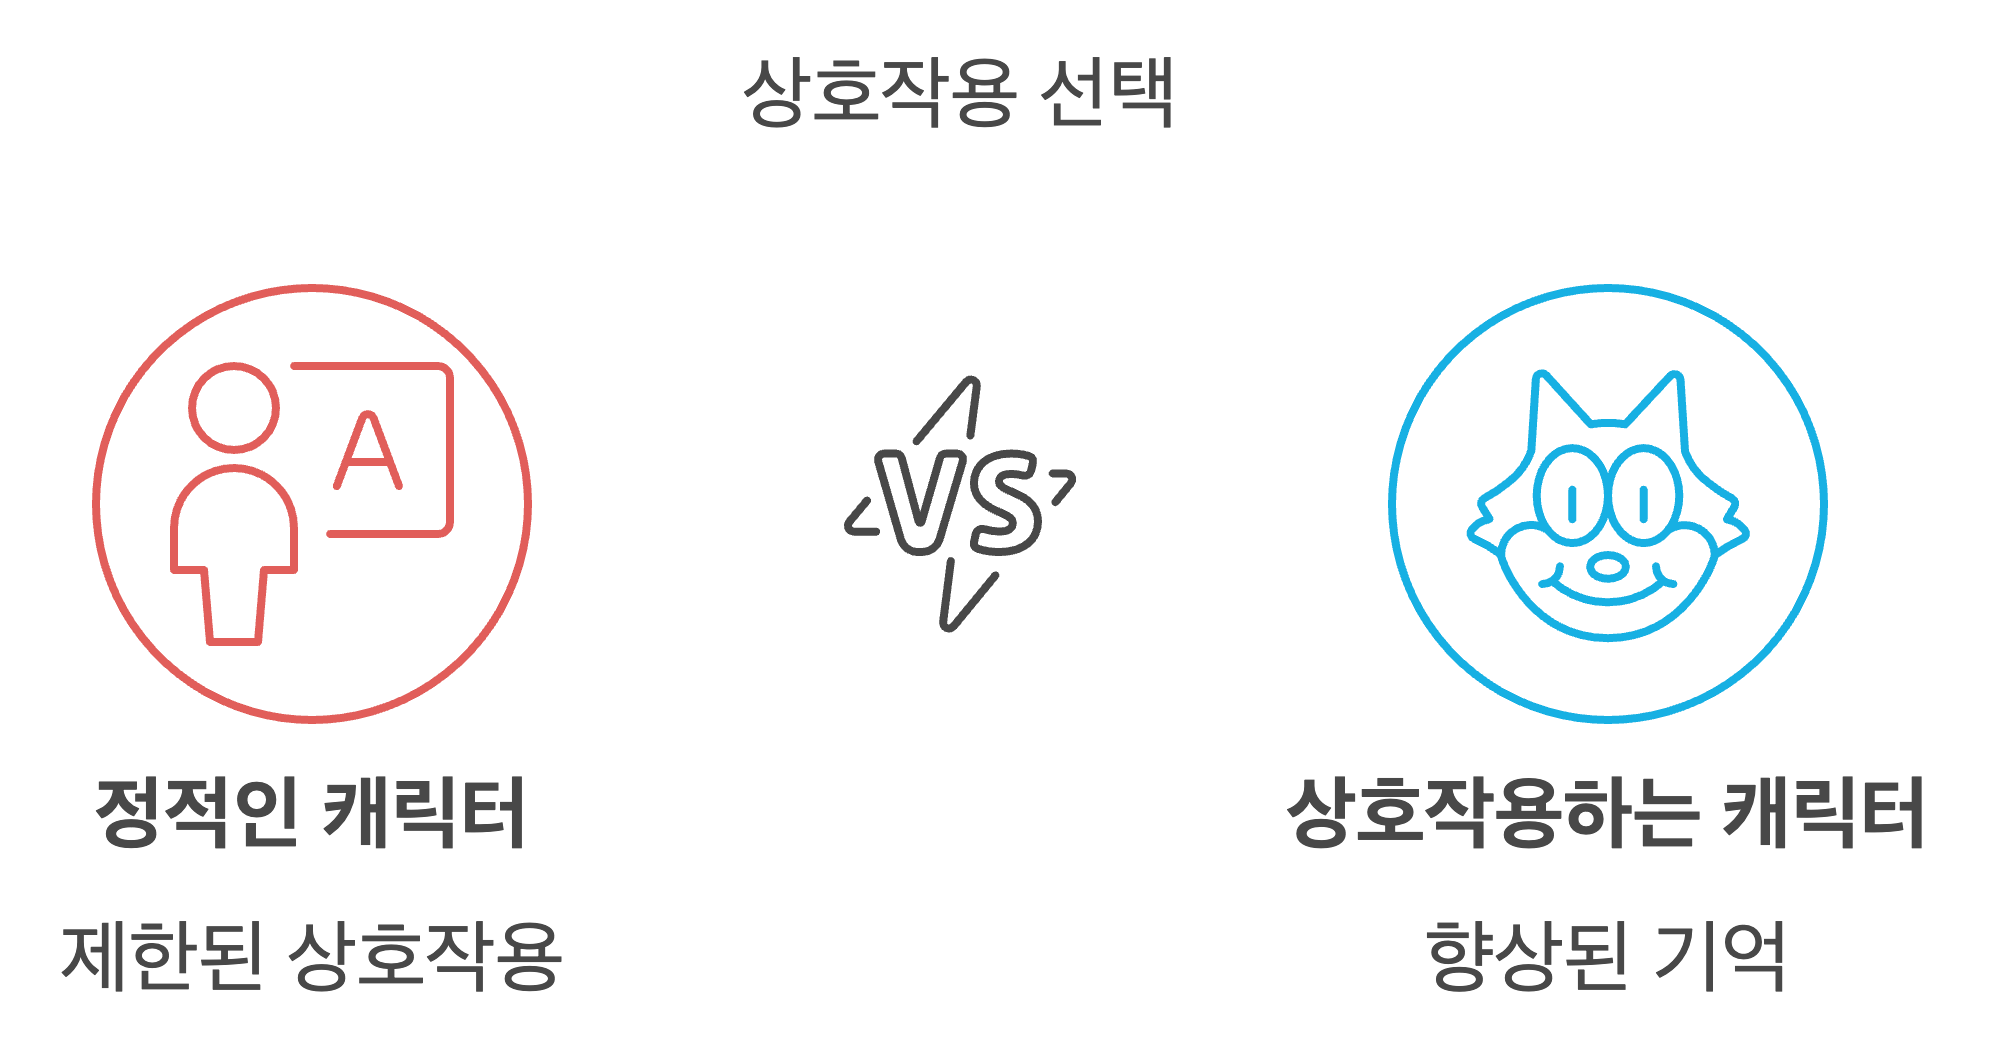 상호작용 선택
A
VS
정적인 캐릭터
상호작용하는 캐릭터
제한된 상호작용
향상된 기억